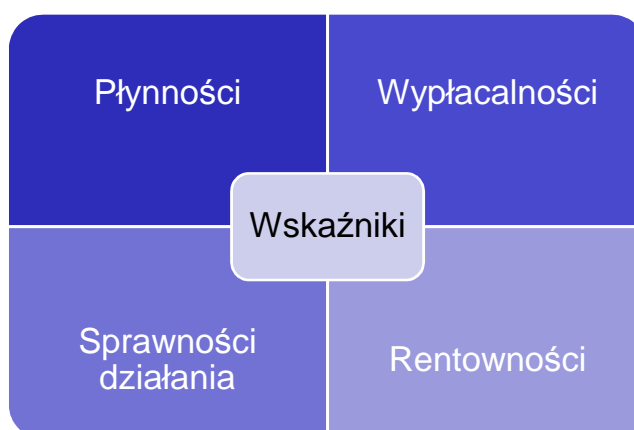 Płynności
Wypłacalności
Wskaźniki
Sprawności
działania
Rentowności